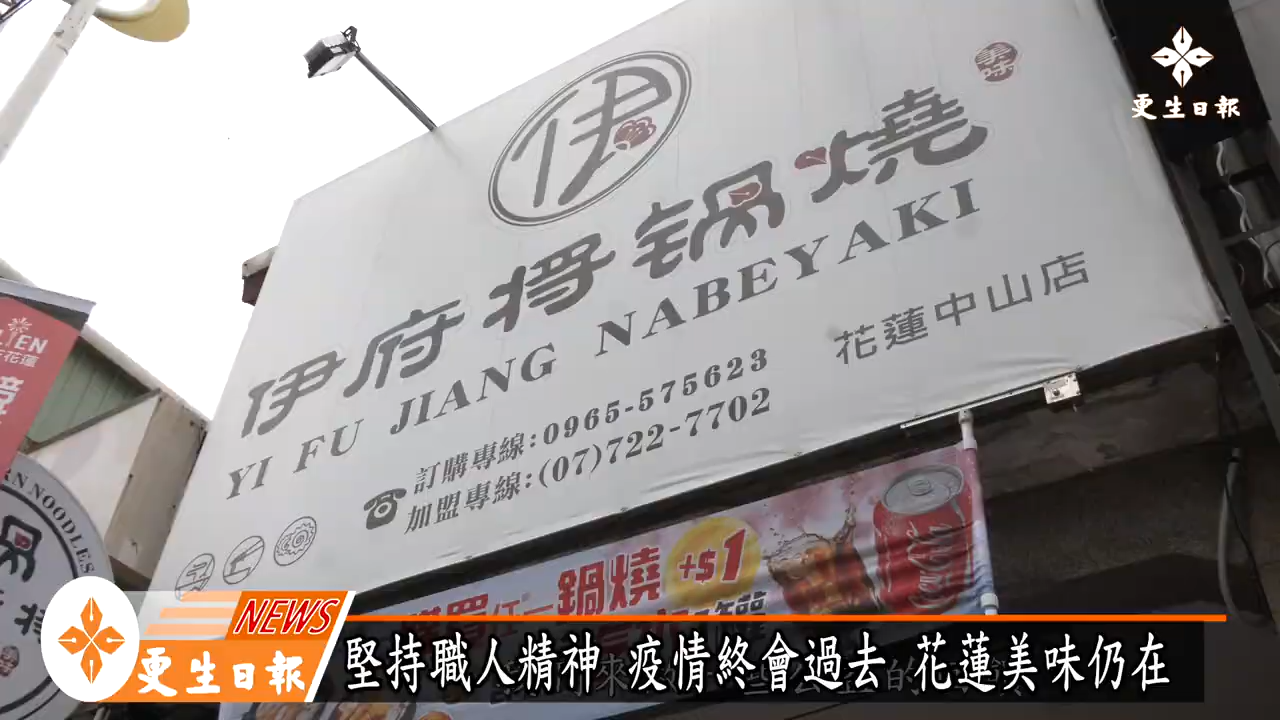 更生日報
美味
伊
伊府將鍋燒
YI FU JIANG NABEYAKI
花蓮中山店
訂購專線:0965-575623
加盟專線:(07)722-7702
鍋燒 +$1
NOODLES
NEWS
更生日報
堅持職人精神 疫情終會過去 花蓮美味仍在